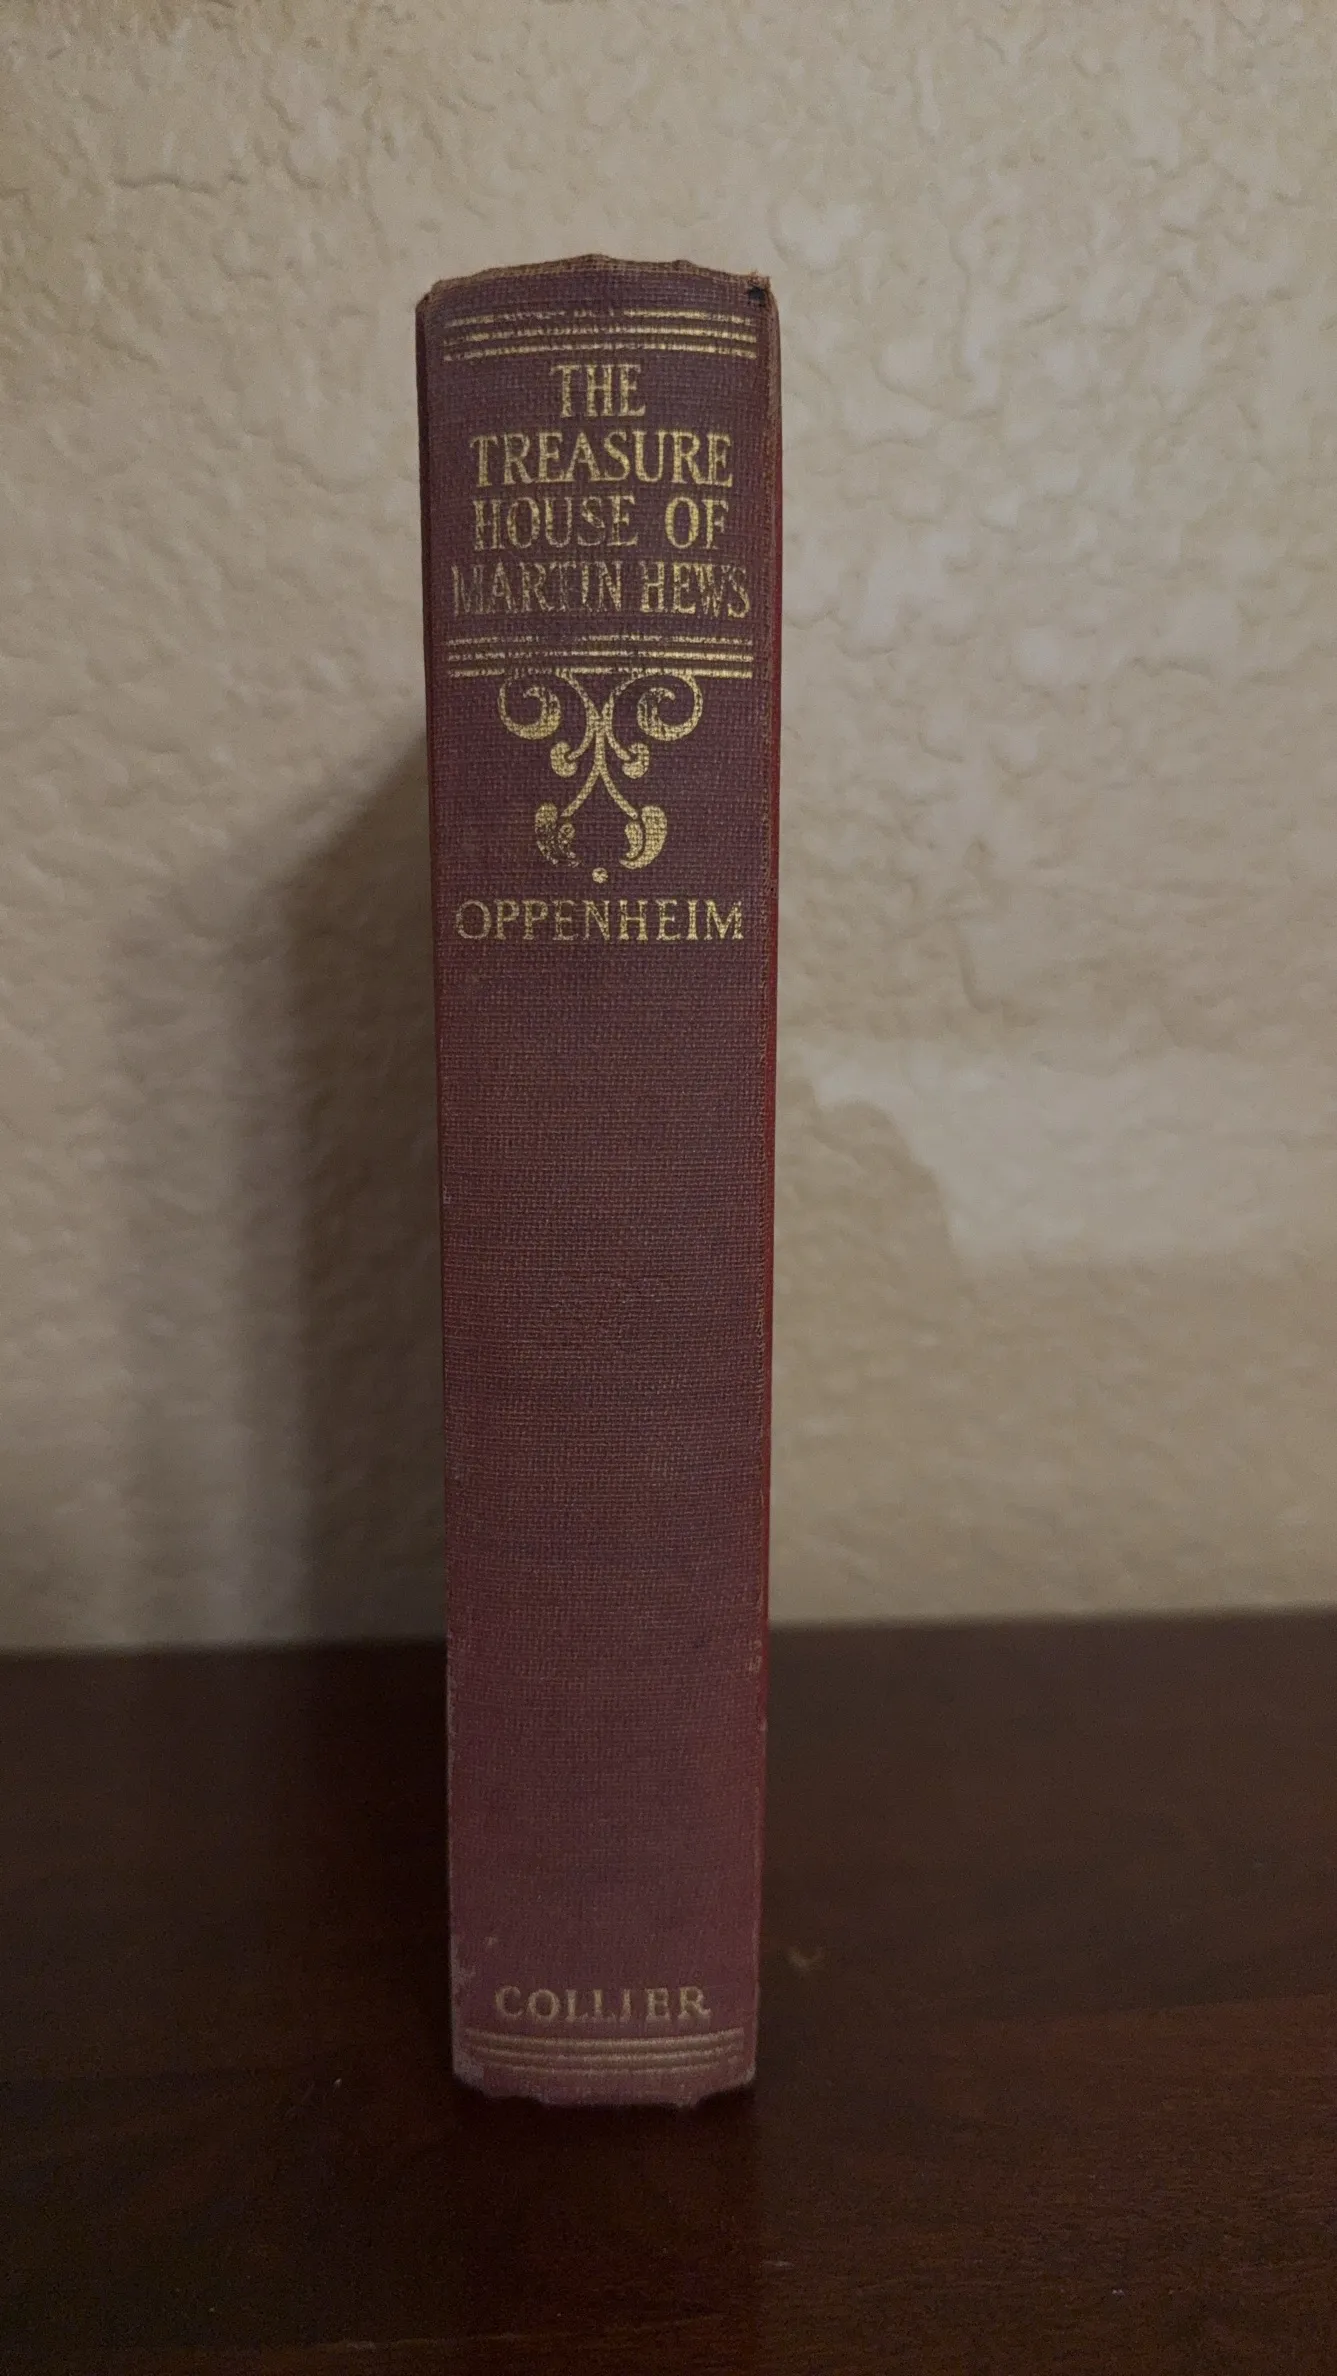 THE
TREASURE
HOUSE OF
MARTIN HEWS
OPPENHEIM
COLLIER